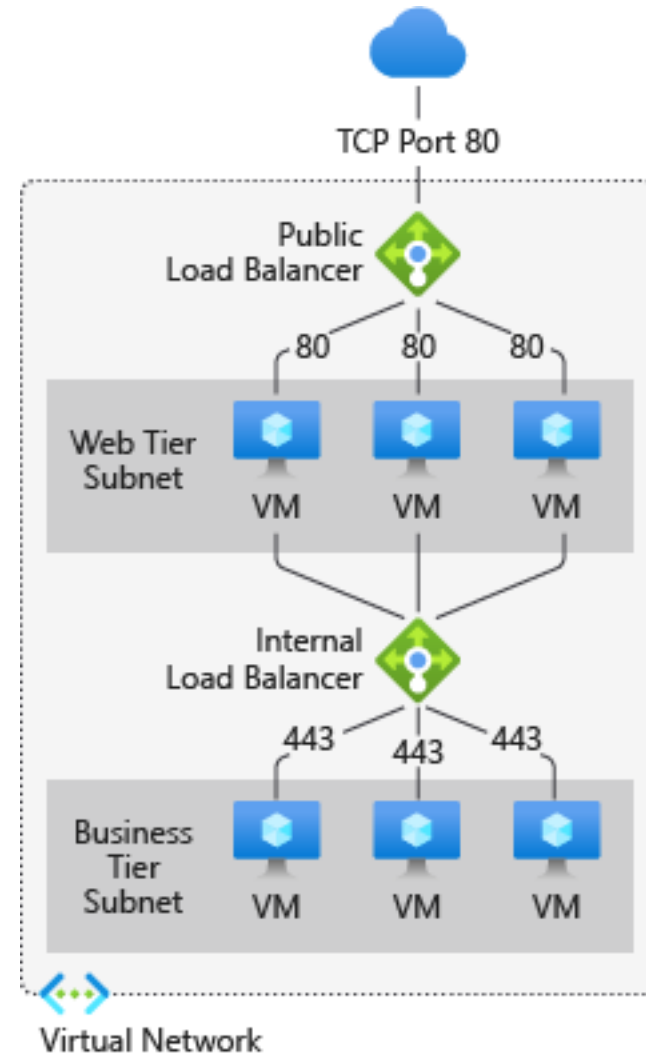 TCP Port 80
Public
Load Balancer
80 80 80
Web Tier
Subnet
VM VM VM
Internal
Load Balancer
443 443 443
Business
Tier
Subnet
VM VM VM
Virtual Network